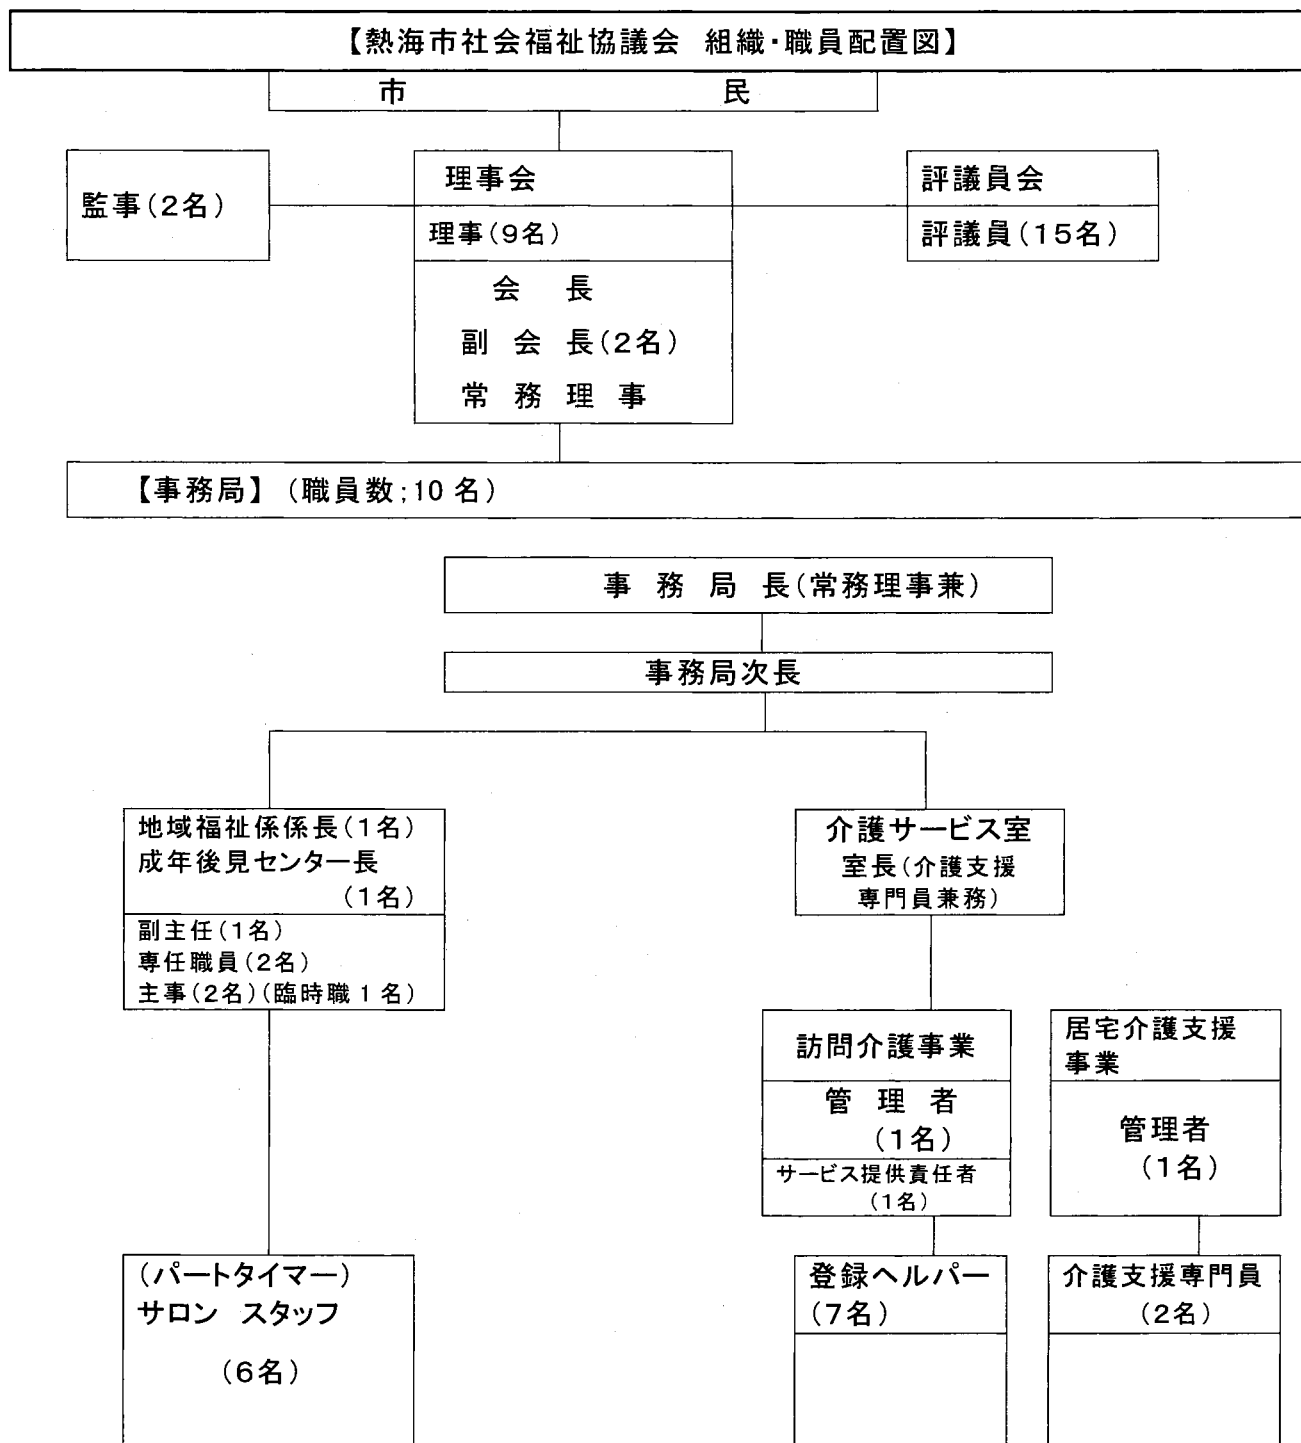 【熱海市社会福祉協議会 組織・職員配置図】
市 民
監事(2名)
理事会
理事(9名)
会 長
副 会 長(2名)
常 務 理 事
評議員会
評議員(15名)
【事務局】 (職員数;10名)
事 務 局 長(常務理事兼)
事務局次長
地域福祉係係長(1名)
成年後見センター長
(1名)
副主任(1名)
専任職員(2名)
主事(2名)(臨時職1名)
介護サービス室
室長(介護支援
専門員兼務)
訪問介護事業
管 理 者
(1名)
サービス提供責任者
(1名)
居宅介護支援
事業
管理者
(1名)
(パートタイマー)
サロン スタッフ
(6名)
登録ヘルパー
(7名)
介護支援専門員
(2名)